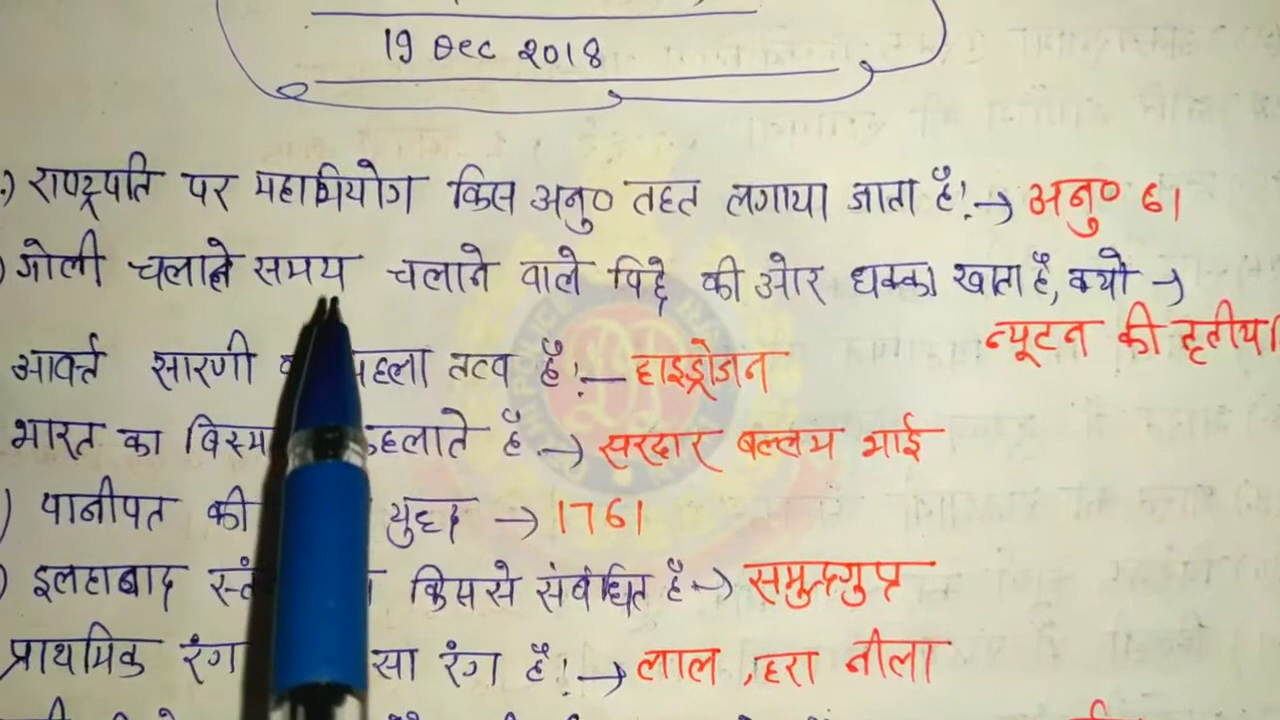 19 Dec 2018
राष्ट्रपति पर महाभियोग किस अनु० तहत लगाया जाता है!→ अनु० 61
गोली चलाने समय चलाने वाले पिछे की ओर धक्का खाता है, क्यों →
न्यूटन की तृतीय
आवर्त सारणी पहला तत्व है!— हाइड्रोजन
भारत का कहलाते है.→ सरदार बल्लभ भाई
पानीपत की युद्ध → 1761
इलाहाबाद किससे संबंधित है→ समुद्रगुप्त
प्राथमिक रंग सा रंग है!→ लाल ,हरा नीला